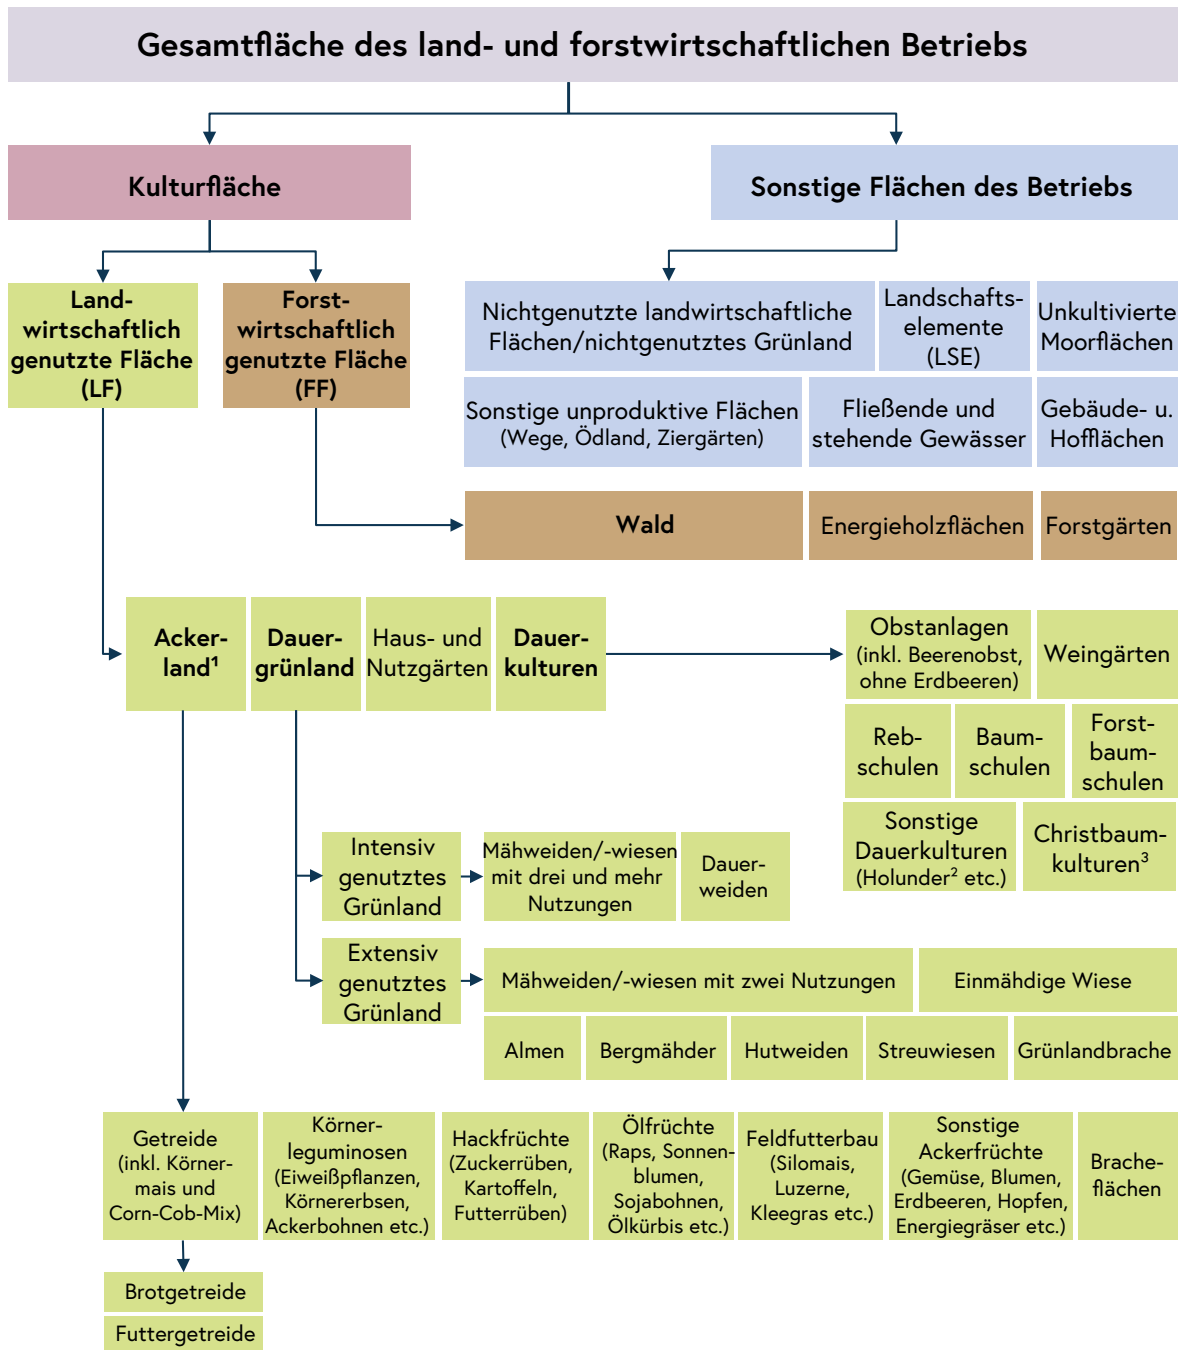 Gesamtfläche des land- und forstwirtschaftlichen Betriebs
Kulturfläche
Sonstige Flächen des Betriebs
Land-
wirtschaftlich
genutzte Fläche
(LF)
Forst-
wirtschaftlich
genutzte Fläche
(FF)
Nichtgenutzte landwirtschaftliche
Flächen/nichtgenutztes Grünland
Landschafts-
elemente
(LSE)
Unkultivierte
Moorflächen
Sonstige unproduktive Flächen
(Wege, Ödland, Ziergärten)
Fließende und
stehende Gewässer
Gebäude- u.
Hofflächen
Wald
Energieholzflächen
Forstgärten
Acker-
land¹
Dauer-
grünland
Haus- und
Nutzgärten
Dauer-
kulturen
Obstanlagen
(inkl. Beerenobst,
ohne Erdbeeren)
Weingärten
Reb-
schulen
Baum-
schulen
Forst-
baum-
schulen
Sonstige
Dauerkulturen
(Holunder² etc.)
Christbaum-
kulturen³
Intensiv
genutztes
Grünland
Mähweiden/-wiesen
mit drei und mehr
Nutzungen
Dauer-
weiden
Extensiv
genutztes
Grünland
Mähweiden/-wiesen mit zwei Nutzungen
Einmähdige Wiese
Almen
Bergmähder
Hutweiden
Streuwiesen
Grünlandbrache
Getreide
(inkl. Körner-
mais und
Corn-Cob-Mix)
Körner-
leguminosen
(Eiweißpflanzen,
Körnererbsen,
Ackerbohnen etc.)
Hackfrüchte
(Zuckerrüben,
Kartoffeln,
Futterrüben)
Ölfrüchte
(Raps, Sonnen-
blumen,
Sojabohnen,
Ölkürbis etc.)
Feldfutterbau
(Silomais,
Luzerne,
Kleegras etc.)
Sonstige
Ackerfrüchte
(Gemüse, Blumen,
Erdbeeren, Hopfen,
Energiegräser etc.)
Brache-
flächen
Brotgetreide
Futtergetreide